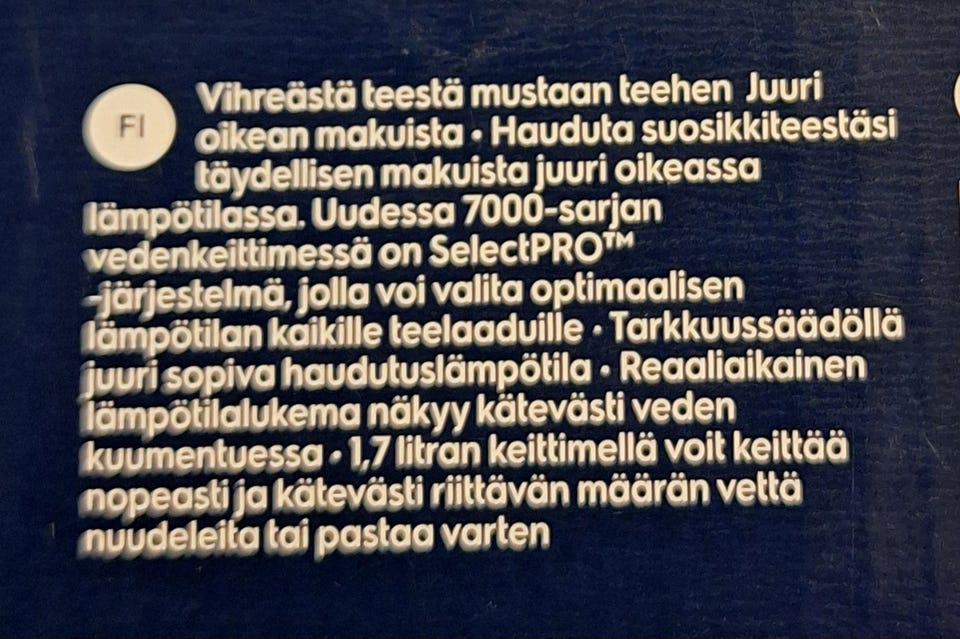 FI
Vihreästä teestä mustaan teehen Juuri
oikean makuista • Hauduta suosikkiteestäsi
täydellisen makuista juuri oikeassa
lämpötilassa. Uudessa 7000-sarjan
vedenkeittimessä on SelectPRO™
-järjestelmä, jolla voi valita optimaalisen
lämpötilan kaikille teelaaduille • Tarkkuussäädöllä
juuri sopiva haudutuslämpötila • Reaaliaikainen
lämpötilalukema näkyy kätevästi veden
kuumentuessa • 1,7 litran keittimellä voit keittää
nopeasti ja kätevästi riittävän määrän vettä
nuudeleita tai pastaa varten